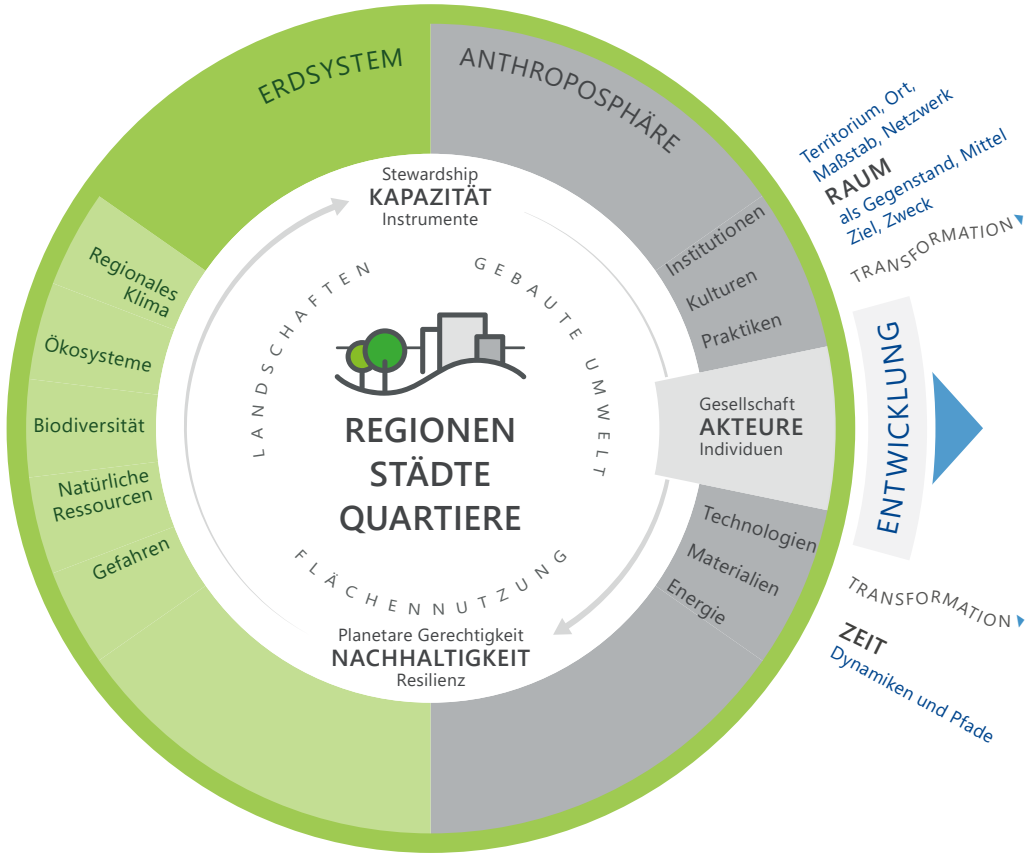 ERDSYSTEM
ANTHROPOSPHÄRE
Stewardship
KAPAZITÄT
Instrumente
Regionales
Klima
Ökosysteme
Biodiversität
Natürliche
Ressourcen
Gefahren
LANDSCHAFTEN
GEBAUTE UMWELT
FLÄCHENNUTZUNG
REGIONEN
STÄDTE
QUARTIERE
Planetare Gerechtigkeit
NACHHALTIGKEIT
Resilienz
Institutionen
Kulturen
Praktiken
Gesellschaft
AKTEURE
Individuen
Technologien
Materialien
Energie
Territorium, Ort,
Maßstab, Netzwerk
RAUM
als Gegenstand, Mittel
Ziel, Zweck
TRANSFORMATION
ENTWICKLUNG
TRANSFORMATION
ZEIT
Dynamiken und Pfade